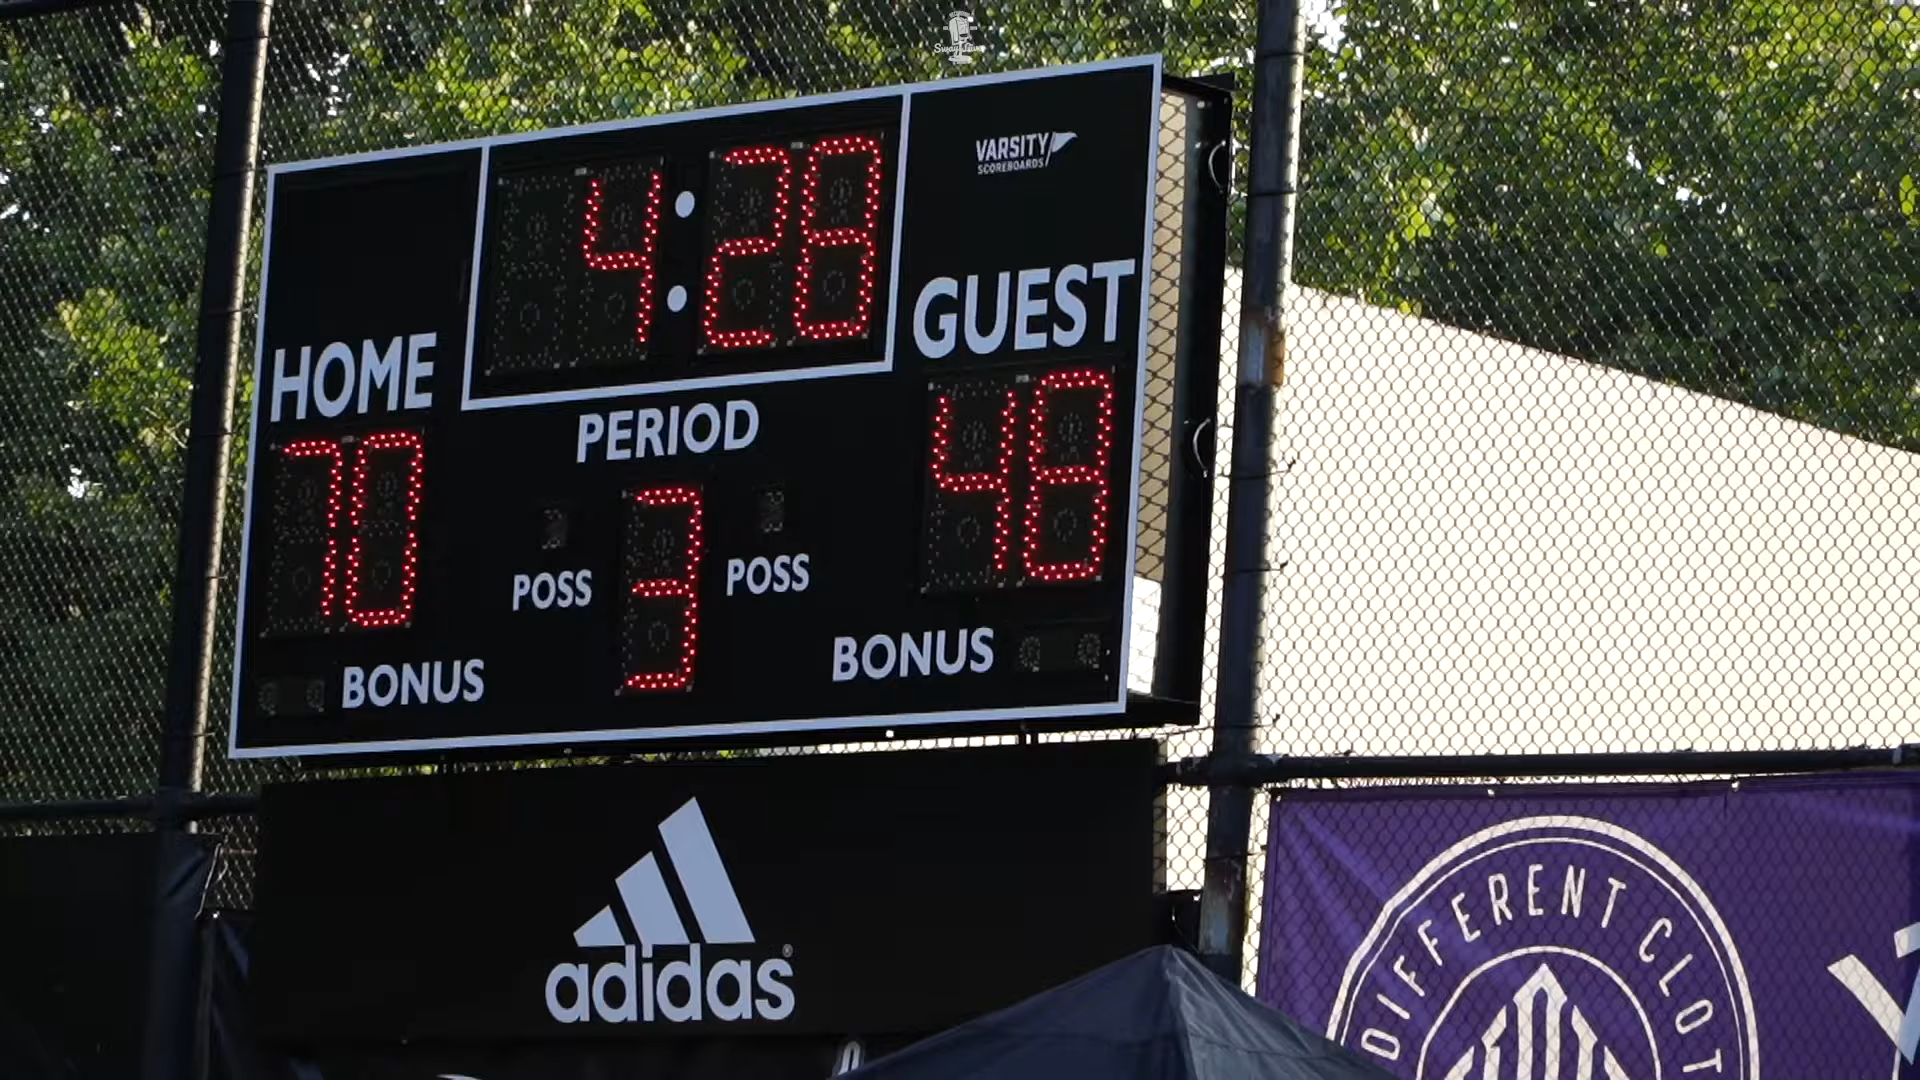 VARSITY
SCOREBOARDS
4:28
HOME
GUEST
70
PERIOD
48
3
POSS
POSS
BONUS
BONUS
adidas®
DIFFERENT CLOT